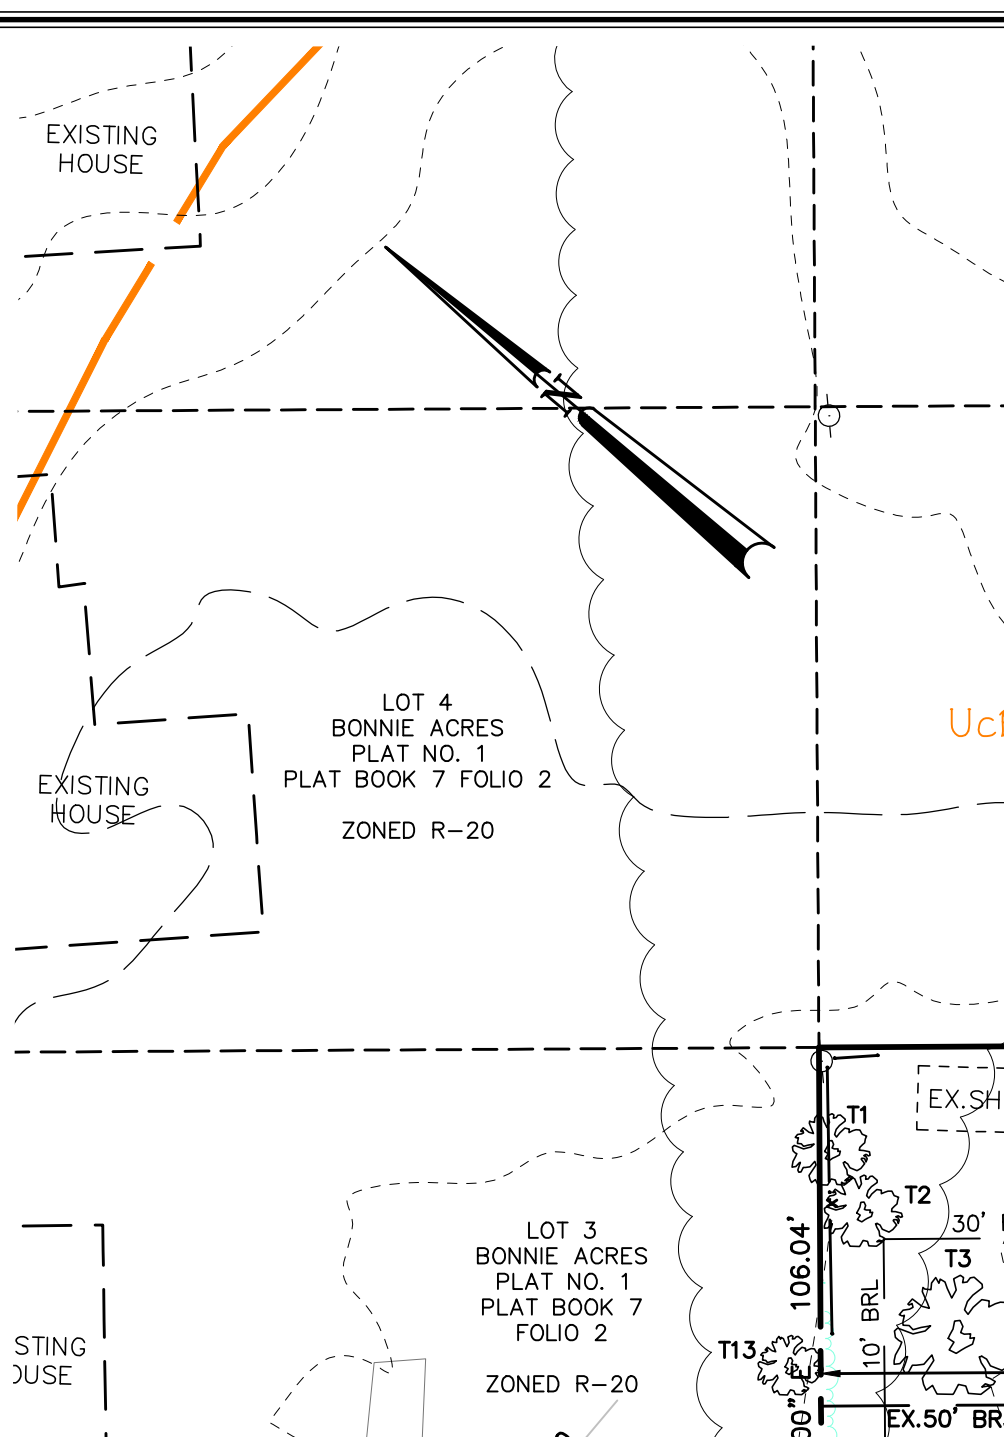 EXISTING
HOUSE
N
LOT 4
BONNIE ACRES
PLAT NO. 1
PLAT BOOK 7 FOLIO 2
ZONED R-20
EXISTING
HOUSE
EX.SH
T1
T2
30'
T3
106.04'
10' BRL
LOT 3
BONNIE ACRES
PLAT NO. 1
PLAT BOOK 7
FOLIO 2
ZONED R-20
STING
OUSE
T13
00" E
EX.50' BR